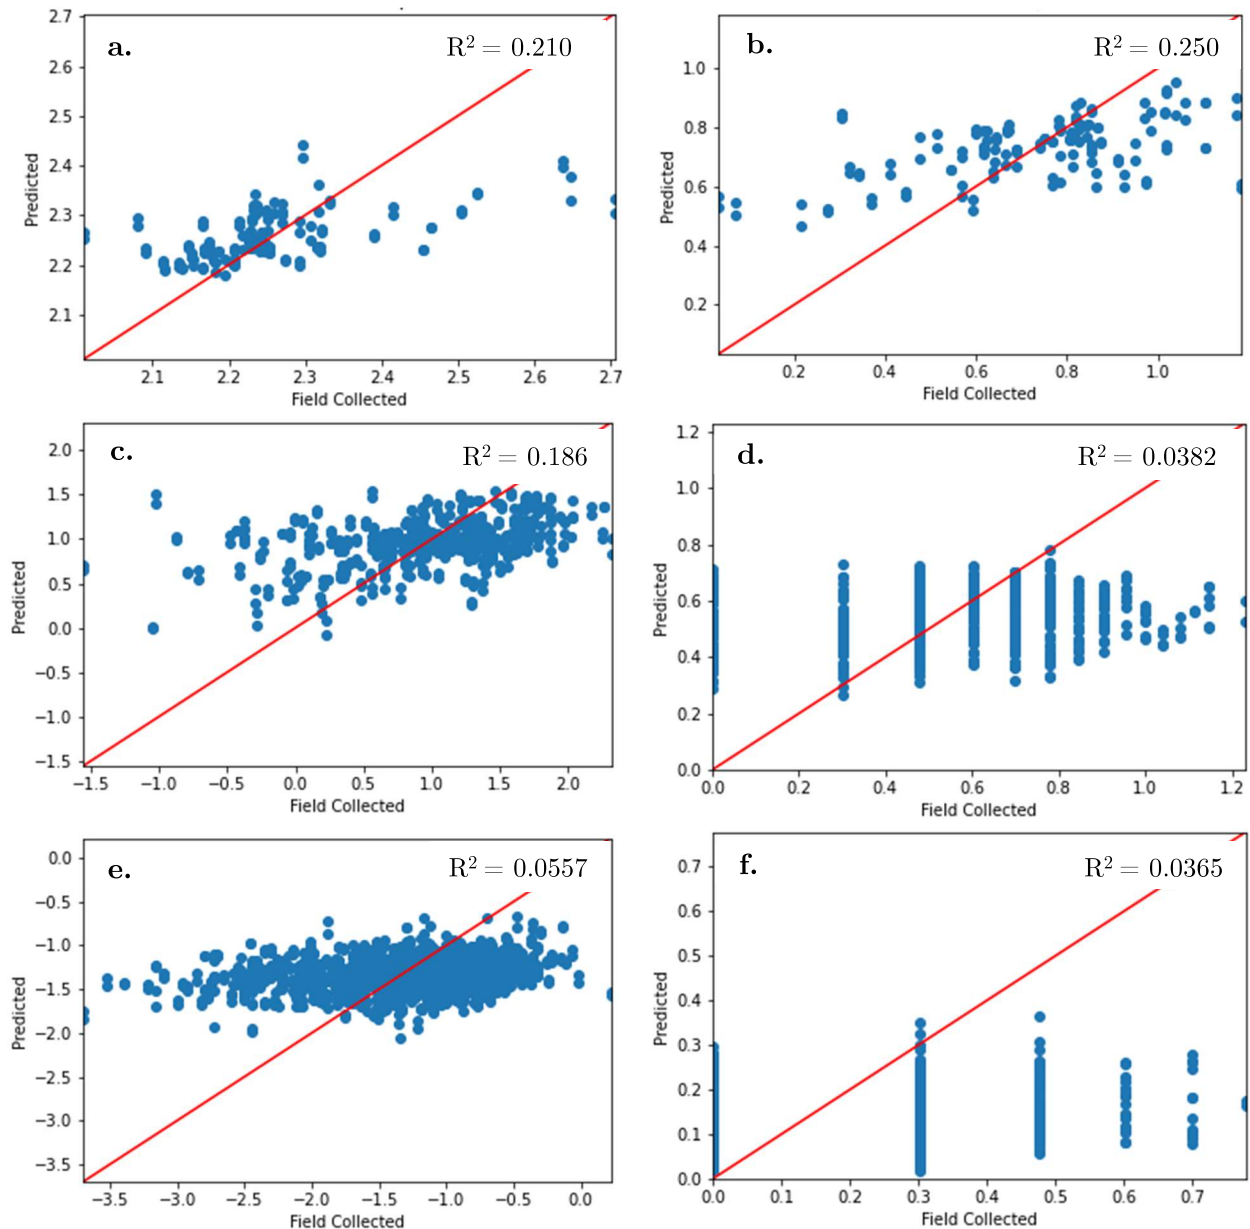 a.
R² = 0.210
2.7
2.6
2.5
2.4
2.3
2.2
2.1
Predicted
2.1 2.2 2.3 2.4 2.5 2.6 2.7
Field Collected
b.
R² = 0.250
1.0
0.8
0.6
0.4
0.2
Predicted
0.2 0.4 0.6 0.8 1.0
Field Collected
c.
R² = 0.186
2.0
1.5
1.0
0.5
0.0
−0.5
−1.0
−1.5
Predicted
−1.5 −1.0 −0.5 0.0 0.5 1.0 1.5 2.0
Field Collected
d.
R² = 0.0382
1.2
1.0
0.8
0.6
0.4
0.2
0.0
Predicted
0.0 0.2 0.4 0.6 0.8 1.0 1.2
Field Collected
e.
R² = 0.0557
0.0
−0.5
−1.0
−1.5
−2.0
−2.5
−3.0
−3.5
Predicted
−3.5 −3.0 −2.5 −2.0 −1.5 −1.0 −0.5 0.0
Field Collected
f.
R² = 0.0365
0.7
0.6
0.5
0.4
0.3
0.2
0.1
0.0
Predicted
0.0 0.1 0.2 0.3 0.4 0.5 0.6 0.7
Field Collected